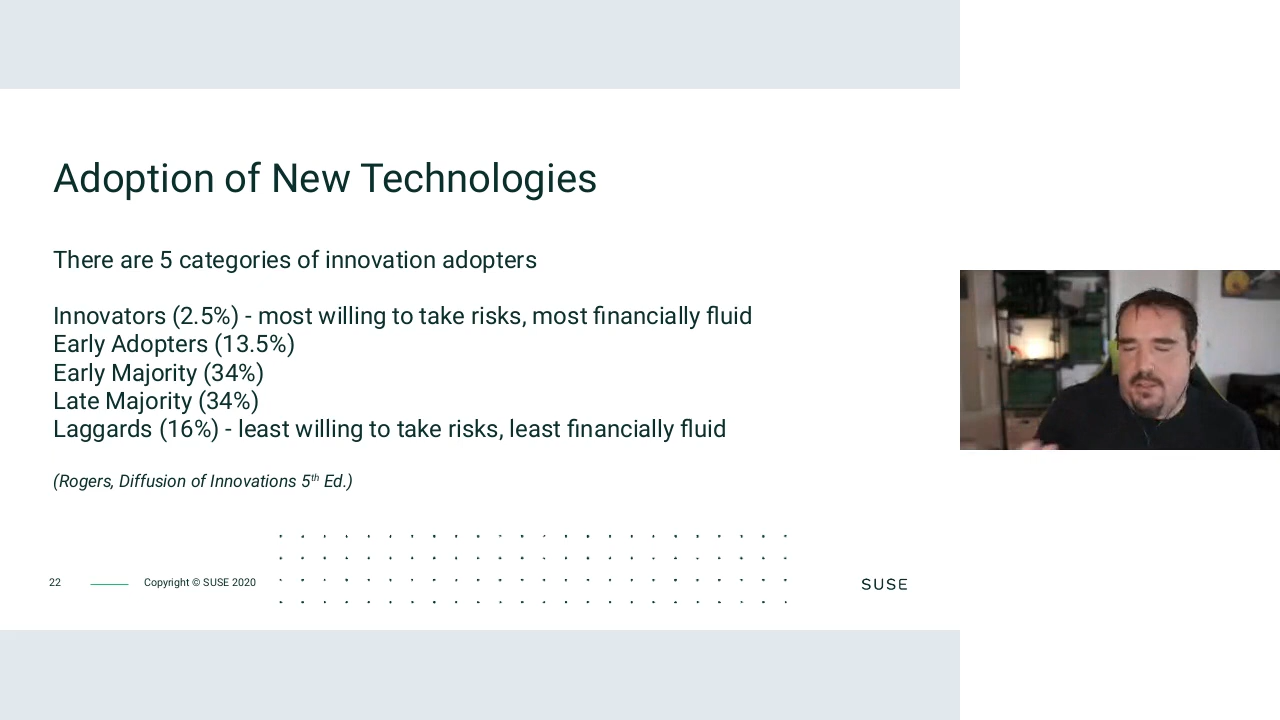 Adoption of New Technologies
There are 5 categories of innovation adopters
Innovators (2.5%) - most willing to take risks, most financially fluid
Early Adopters (13.5%)
Early Majority (34%)
Late Majority (34%)
Laggards (16%) - least willing to take risks, least financially fluid
(Rogers, Diffusion of Innovations 5th Ed.)
22
Copyright © SUSE 2020
SUSE